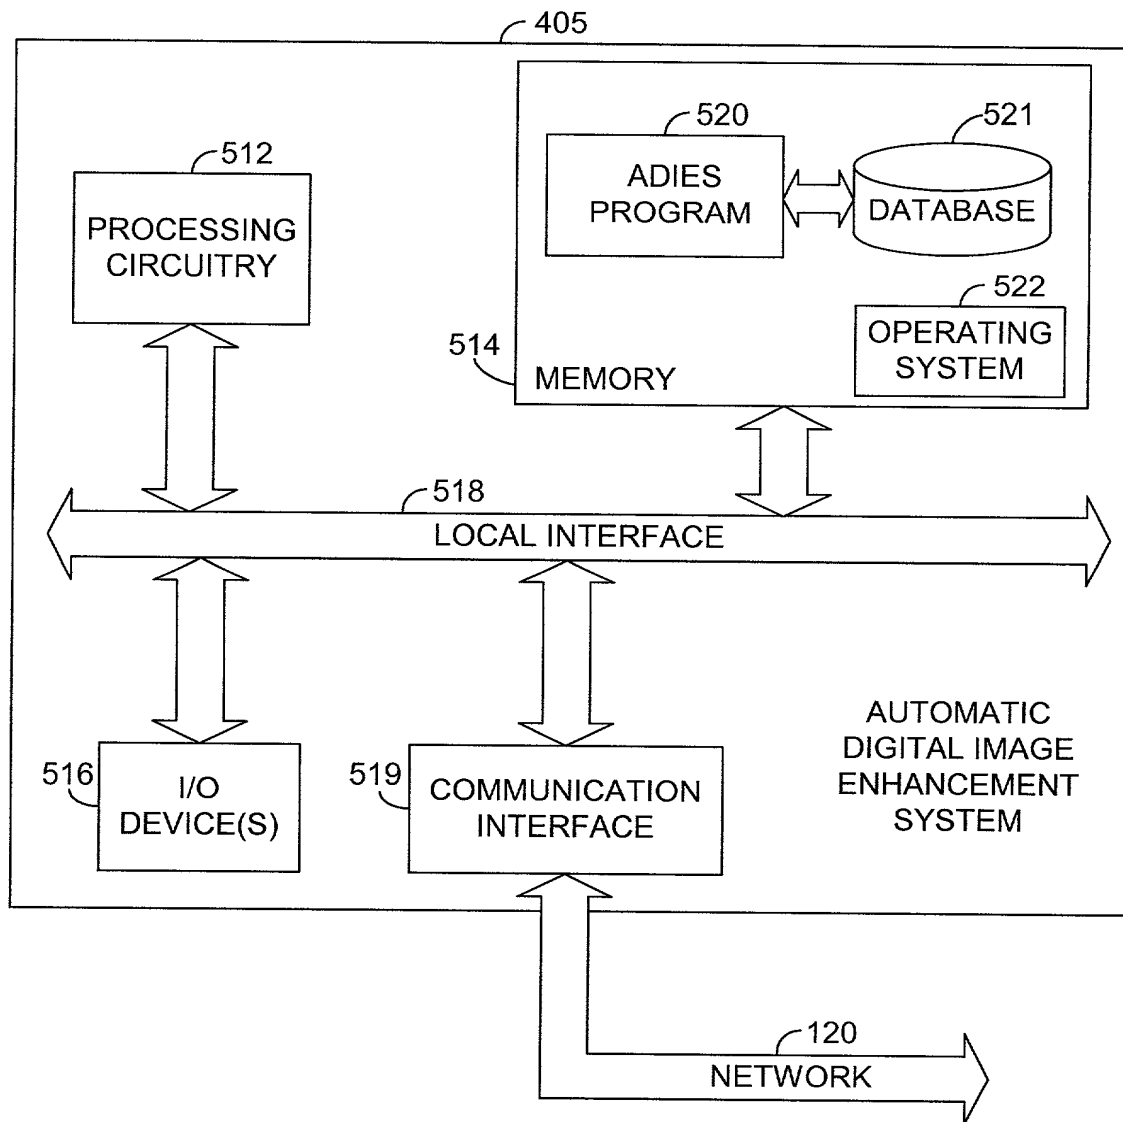 405
520
521
512
ADIES
PROGRAM
DATABASE
PROCESSING
CIRCUITRY
522
OPERATING
SYSTEM
514
MEMORY
518
LOCAL INTERFACE
AUTOMATIC
DIGITAL IMAGE
ENHANCEMENT
SYSTEM
516
I/O
DEVICE(S)
519
COMMUNICATION
INTERFACE
120
NETWORK